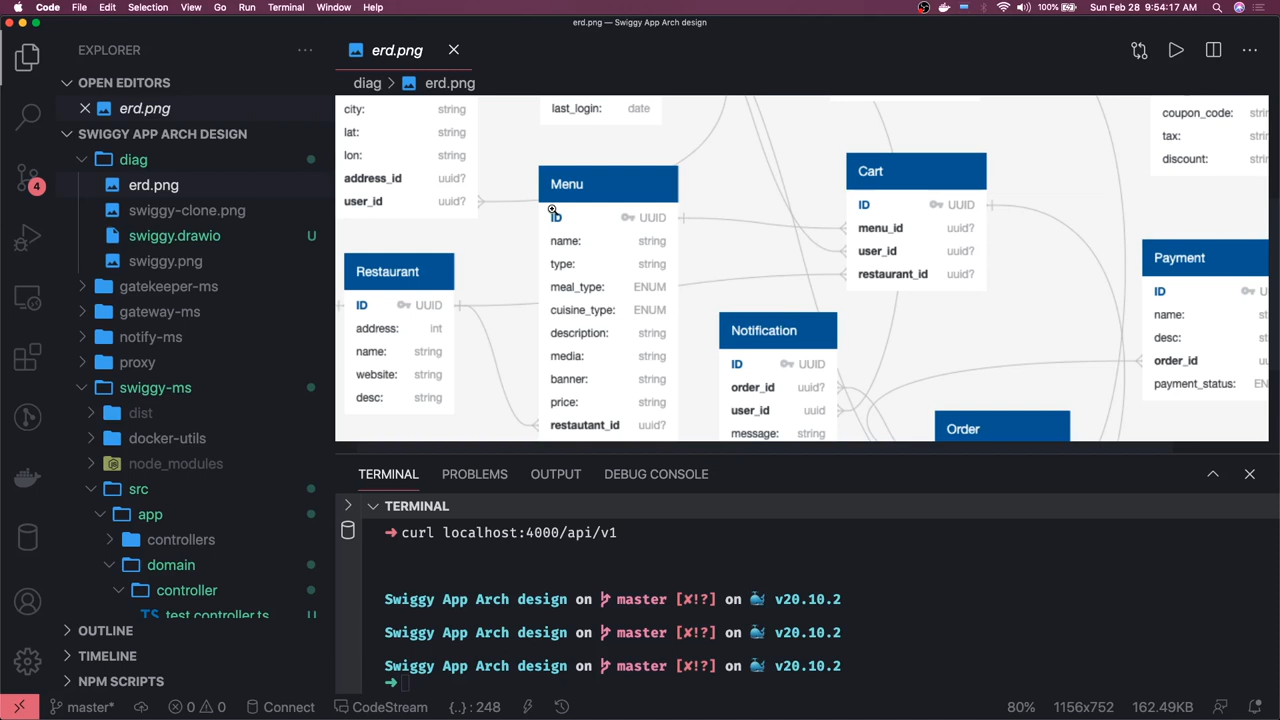 Code File Edit Selection View Go Run Terminal Window Help 100% Sun Feb 28 9:54:17 AM
erd.png — Swiggy App Arch design
EXPLORER
OPEN EDITORS
erd.png
SWIGGY APP ARCH DESIGN
diag
erd.png
swiggy-clone.png
swiggy.drawio U
swiggy.png
gatekeeper-ms
gateway-ms
notify-ms
proxy
swiggy-ms
dist
docker-utils
node_modules
src
app
controllers
domain
controller
TS test.controller.ts U
OUTLINE
TIMELINE
NPM SCRIPTS
4
erd.png
diag > erd.png
city: string
lat: string
lon: string
address_id uuid?
user_id uuid?
last_login: date
Restaurant
ID UUID
address: int
name: string
website: string
desc: string
Menu
ID UUID
name: string
type: string
meal_type: ENUM
cuisine_type: ENUM
description: string
media: string
banner: string
price: string
restautant_id uuid?
Cart
ID UUID
menu_id uuid?
user_id uuid?
restaurant_id uuid?
Notification
ID UUID
order_id uuid?
user_id uuid
message: string
Order
coupon_code:
tax:
discount:
Payment
ID
name:
desc:
order_id
payment_status:
TERMINAL PROBLEMS OUTPUT DEBUG CONSOLE
TERMINAL
➜ curl localhost:4000/api/v1
Swiggy App Arch design on master [✘!?] on 🐳 v20.10.2
Swiggy App Arch design on master [✘!?] on 🐳 v20.10.2
Swiggy App Arch design on master [✘!?] on 🐳 v20.10.2
➜
master* 0 0 Connect CodeStream {..} : 248 80% 1156x752 162.49KB